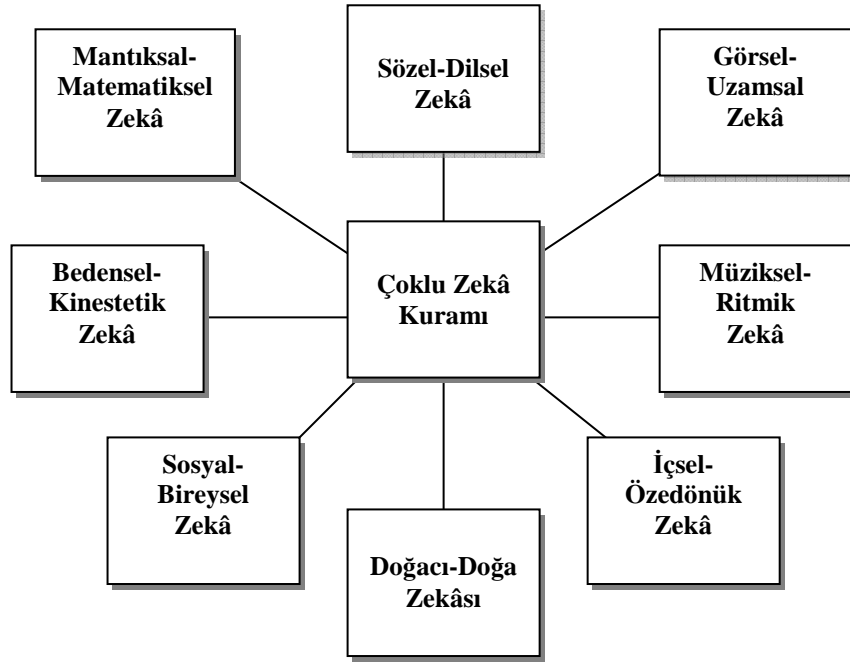 Mantıksal-
Matematiksel
Zekâ
Sözel-Dilsel
Zekâ
Görsel-
Uzamsal
Zekâ
Bedensel-
Kinestetik
Zekâ
Çoklu Zekâ
Kuramı
Müziksel-
Ritmik
Zekâ
Sosyal-
Bireysel
Zekâ
Doğacı-Doğa
Zekâsı
İçsel-
Özedönük
Zekâ